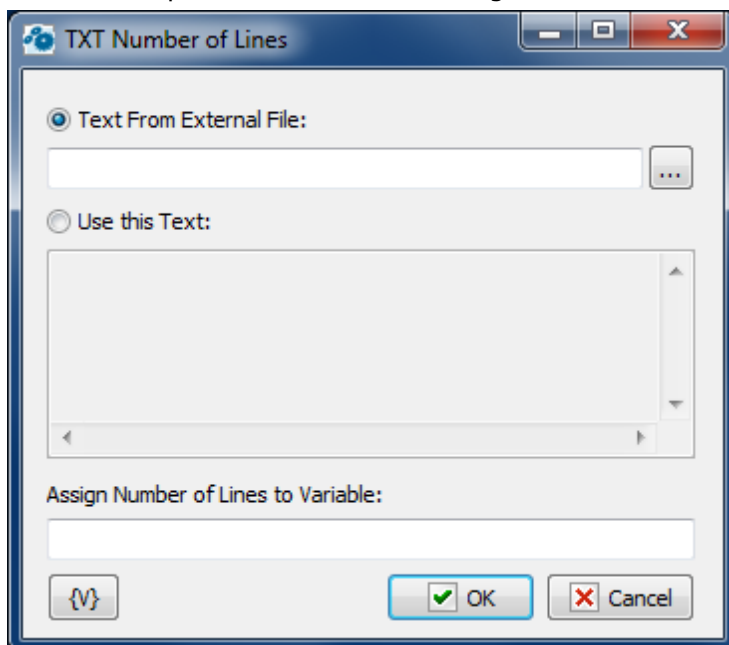 TXT Number of Lines
Text From External File:
...
Use this Text:
Assign Number of Lines to Variable:
{V}
OK
Cancel